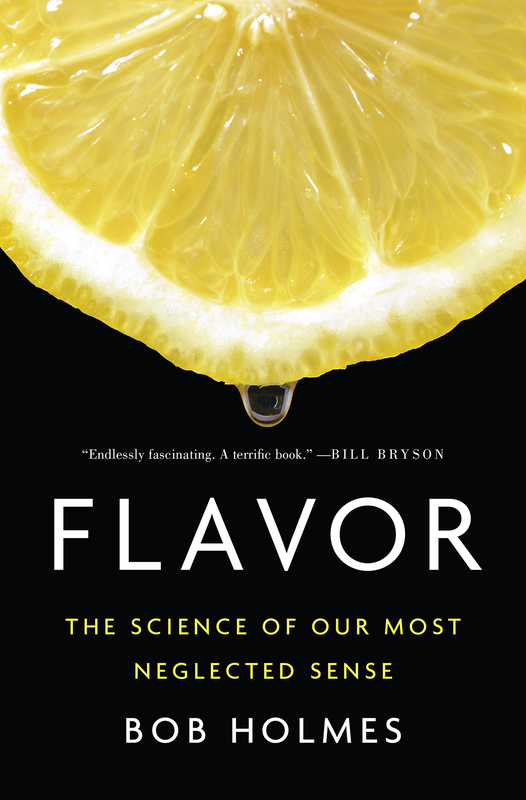 “Endlessly fascinating. A terrific book.” —BILL BRYSON
FLAVOR
THE SCIENCE OF OUR MOST
NEGLECTED SENSE
BOB HOLMES